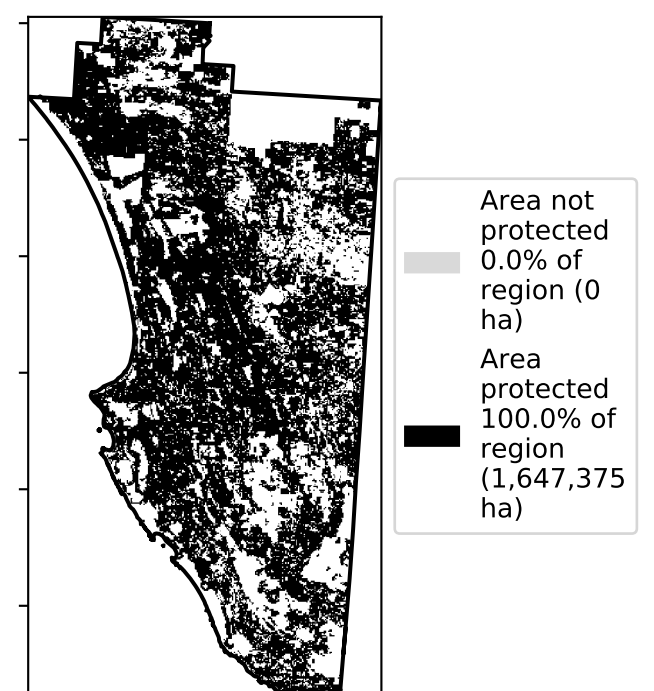 Area not
protected
0.0% of
region (0
ha)
Area
protected
100.0% of
region
(1,647,375
ha)